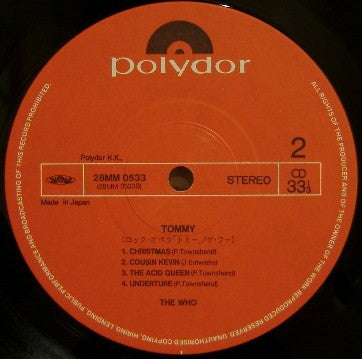 polydor
Polydor K.K.,
28MM 0533
(28MM 0533B)
STEREO
2
33 1/3
Made in Japan
TOMMY
(ロック・オペラ"トミー"/ザ・フー)
1. CHRISTMAS (P.Townshend)
2. COUSIN KEVIN (J.Entwistle)
3. THE ACID QUEEN (P.Townshend)
4. UNDERTURE (P.Townshend)
THE WHO
ALL RIGHTS OF THE PRODUCER AND OF THE OWNER OF THE WORK REPRODUCED RESERVED. UNAUTHORISED COPYING, HIRING, LENDING, PUBLIC PERFORMANCE AND BROADCASTING OF THIS RECORD PROHIBITED.